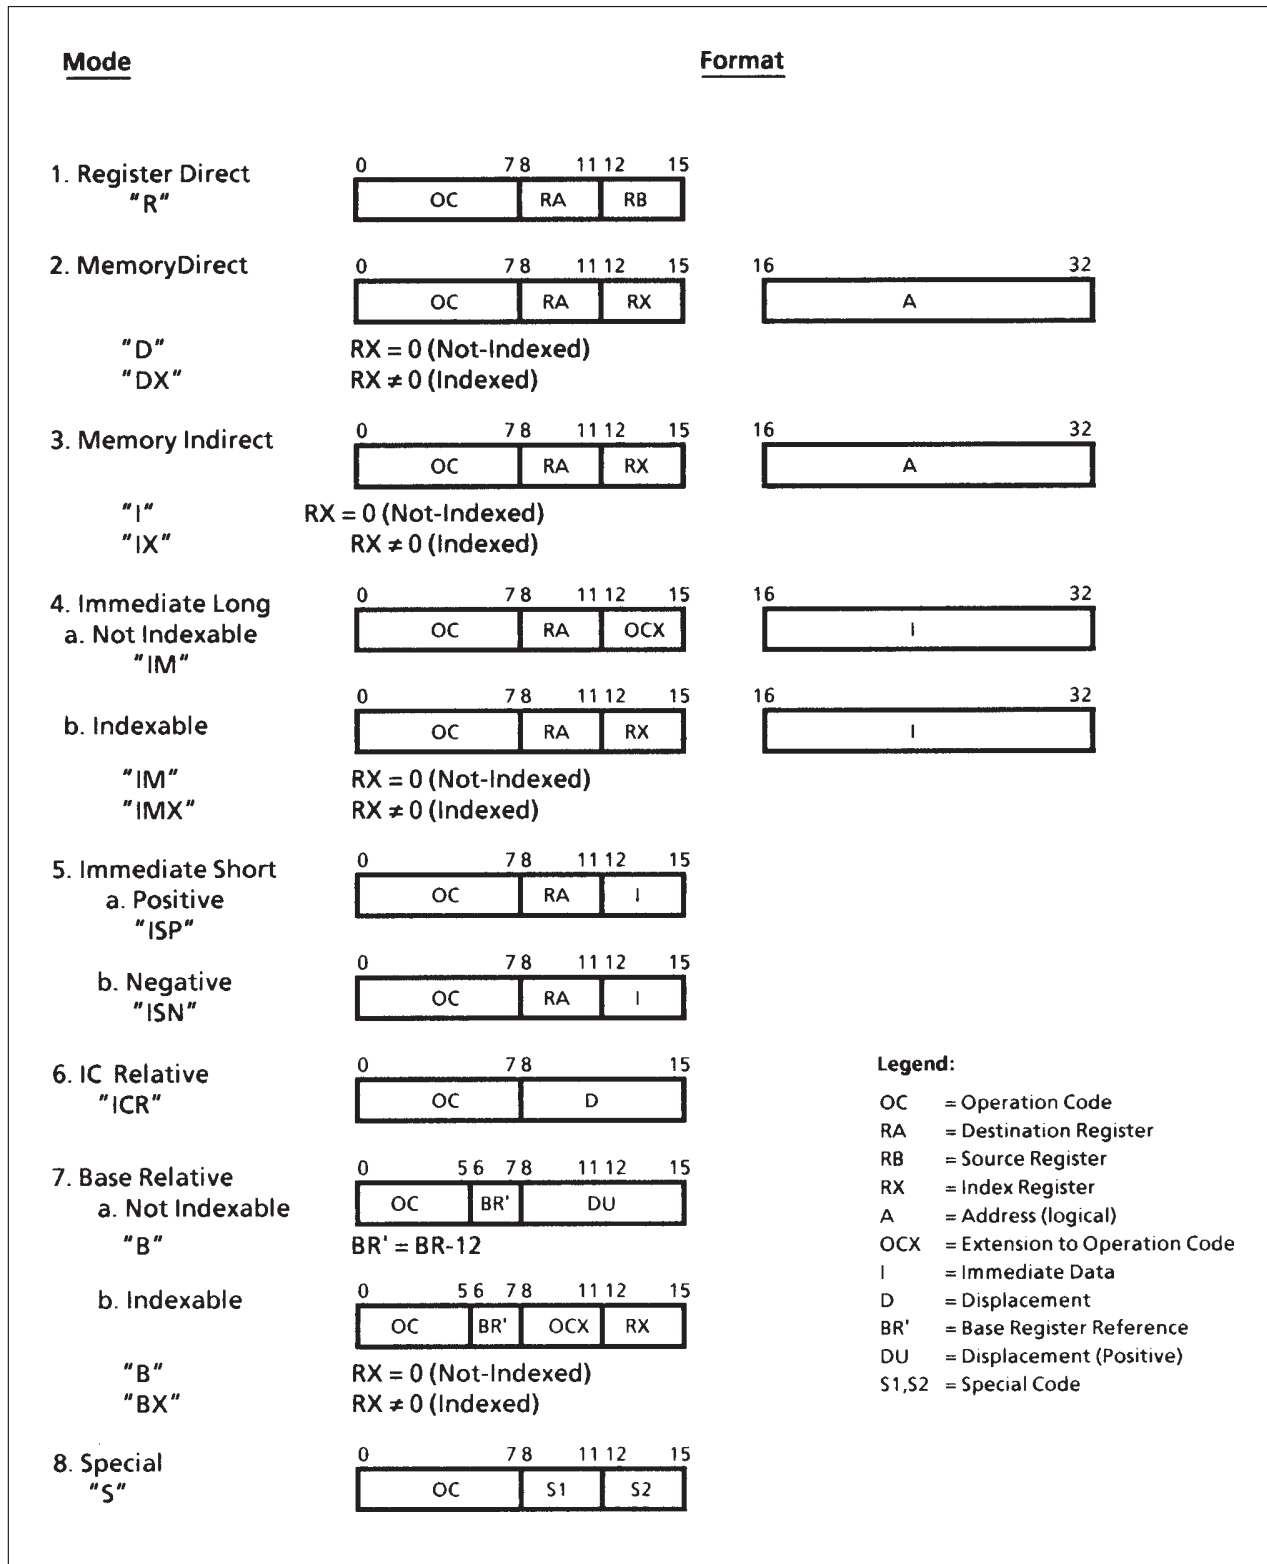 Mode Format
0 7 8 11 12 15
1. Register Direct
OC RA RB
"R"
2. MemoryDirect
0 7 8 11 12 15 16 32
OC RA RX A
"D" RX = 0 (Not-Indexed)
"DX" RX ≠ 0 (Indexed)
3. Memory Indirect
0 7 8 11 12 15 16 32
OC RA RX A
"I" RX = 0 (Not-Indexed)
"IX" RX ≠ 0 (Indexed)
4. Immediate Long
0 7 8 11 12 15 16 32
a. Not Indexable
OC RA OCX I
"IM"
0 7 8 11 12 15 16 32
b. Indexable
OC RA RX I
"IM" RX = 0 (Not-Indexed)
"IMX" RX ≠ 0 (Indexed)
0 7 8 11 12 15
5. Immediate Short
a. Positive
OC RA I
"ISP"
0 7 8 11 12 15
b. Negative
OC RA I
"ISN"
0 7 8 15
6. IC Relative
OC D
"ICR"
0 5 6 7 8 11 12 15
7. Base Relative
a. Not Indexable
OC BR' DU
"B" BR' = BR-12
0 5 6 7 8 11 12 15
b. Indexable
OC BR' OCX RX
"B" RX = 0 (Not-Indexed)
"BX" RX ≠ 0 (Indexed)
0 7 8 11 12 15
8. Special
OC S1 S2
"S"
Legend:
OC = Operation Code
RA = Destination Register
RB = Source Register
RX = Index Register
A = Address (logical)
OCX = Extension to Operation Code
I = Immediate Data
D = Displacement
BR' = Base Register Reference
DU = Displacement (Positive)
S1,S2 = Special Code